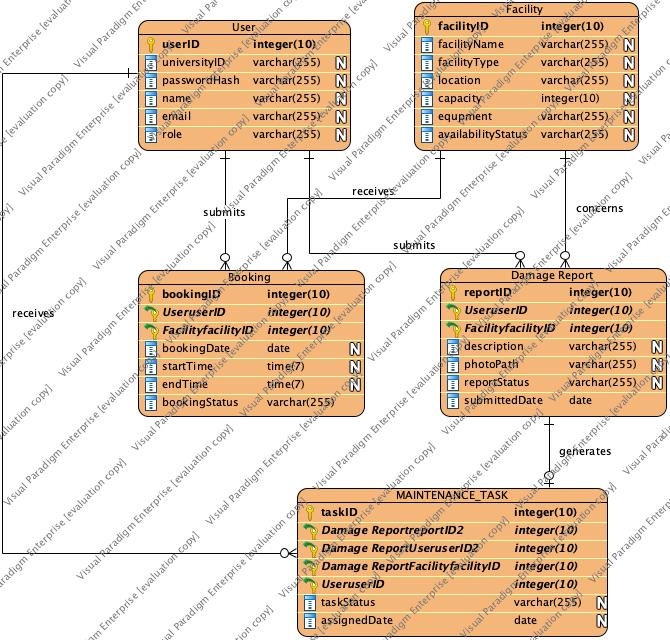 User
userID integer(10)
universityID varchar(255) N
passwordHash varchar(255) N
name varchar(255) N
email varchar(255) N
role varchar(255) N
Facility
facilityID integer(10)
facilityName varchar(255) N
facilityType varchar(255) N
location varchar(255) N
capacity integer(10) N
equpment varchar(255) N
availabilityStatus varchar(255) N
receives
submits
concerns
submits
receives
Booking
bookingID integer(10)
UseruserID integer(10)
FacilityfacilityID integer(10)
bookingDate date N
startTime time(7) N
endTime time(7) N
bookingStatus varchar(255)
Damage Report
reportID integer(10)
UseruserID integer(10)
FacilityfacilityID integer(10)
description varchar(255) N
photoPath varchar(255) N
reportStatus varchar(255) N
submittedDate date
generates
MAINTENANCE_TASK
taskID integer(10)
Damage ReportreportID2 integer(10)
Damage ReportUseruserID2 integer(10)
Damage ReportFacilityfacilityID integer(10)
UseruserID integer(10)
taskStatus varchar(255) N
assignedDate date N
Visual Paradigm Enterprise [evaluation copy]